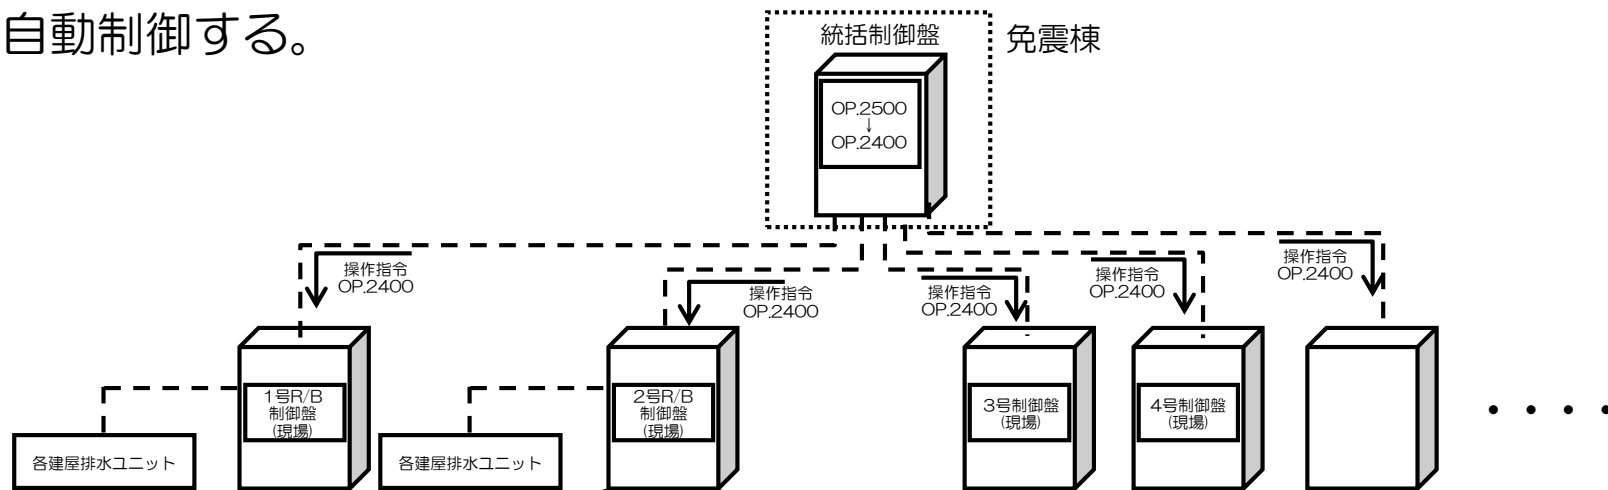 自動制御する。
統括制御盤
免震棟
OP.2500
↓
OP.2400
操作指令
OP.2400
操作指令
OP.2400
操作指令
OP.2400
操作指令
OP.2400
操作指令
OP.2400
1号R/B
制御盤
(現場)
2号R/B
制御盤
(現場)
3号制御盤
(現場)
4号制御盤
(現場)
・・・・
各建屋排水ユニット
各建屋排水ユニット